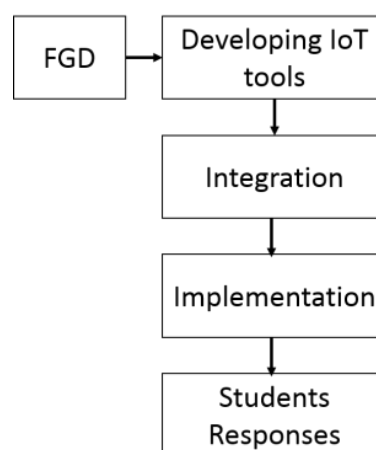 FGD
Developing IoT
tools
Integration
Implementation
Students
Responses